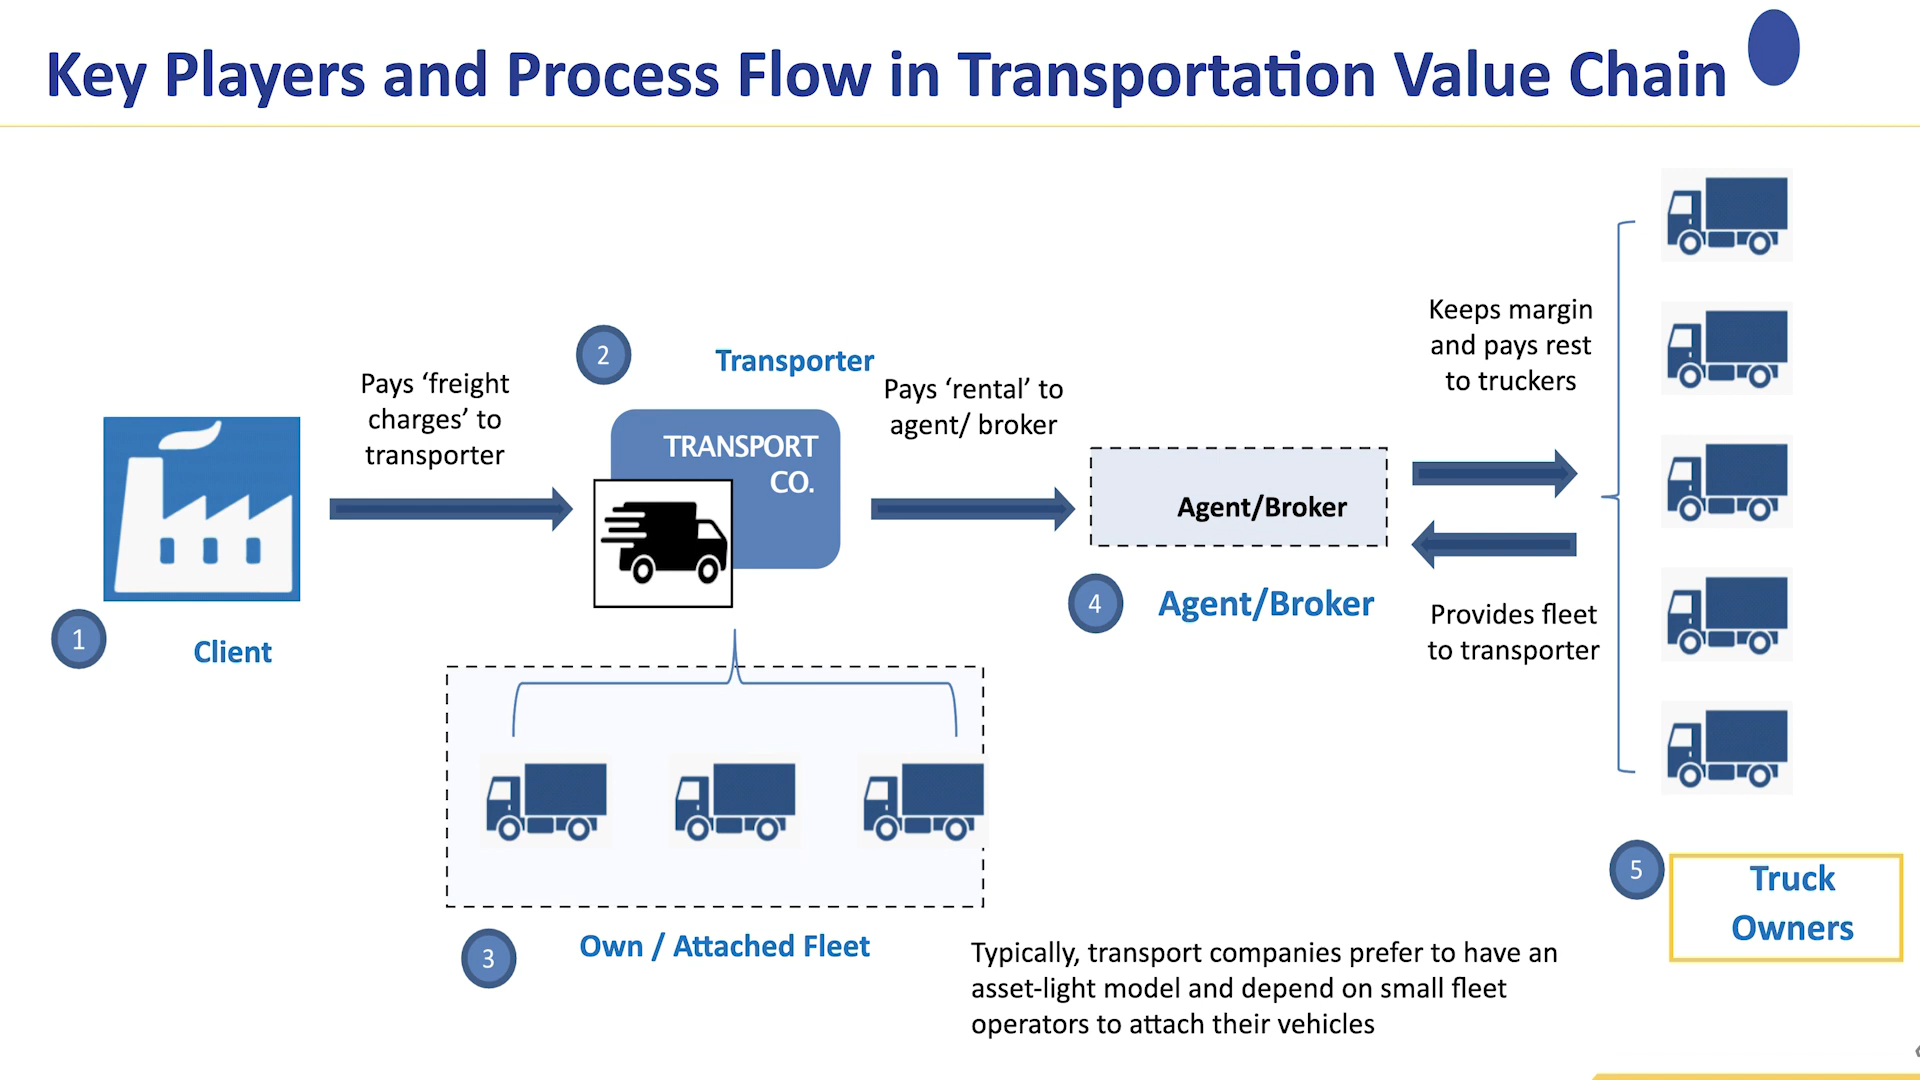 Key Players and Process Flow in Transportation Value Chain
Pays ‘freight
charges’ to
transporter
1
Client
2
Transporter
TRANSPORT
CO.
Pays ‘rental’ to
agent/ broker
3
Own / Attached Fleet
Agent/Broker
4
Agent/Broker
Keeps margin
and pays rest
to truckers
Provides fleet
to transporter
5
Truck
Owners
Typically, transport companies prefer to have an
asset-light model and depend on small fleet
operators to attach their vehicles